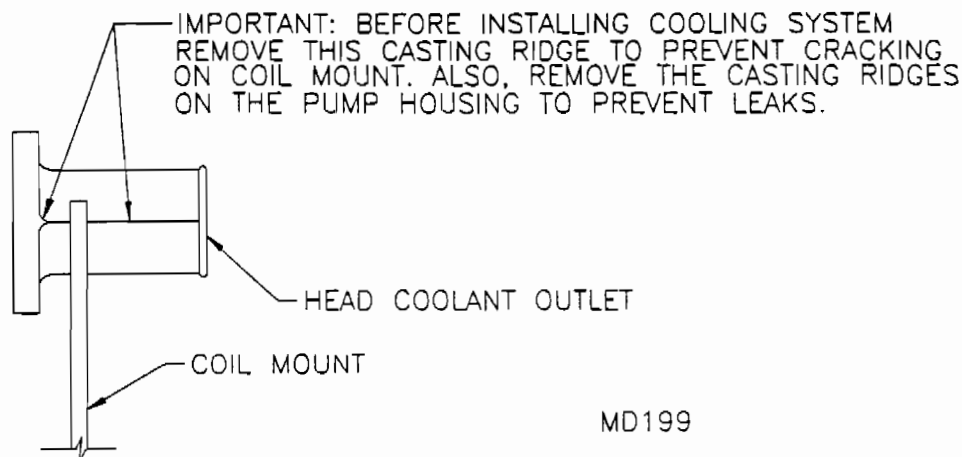 IMPORTANT: BEFORE INSTALLING COOLING SYSTEM
REMOVE THIS CASTING RIDGE TO PREVENT CRACKING
ON COIL MOUNT. ALSO, REMOVE THE CASTING RIDGES
ON THE PUMP HOUSING TO PREVENT LEAKS.
HEAD COOLANT OUTLET
COIL MOUNT
MD199